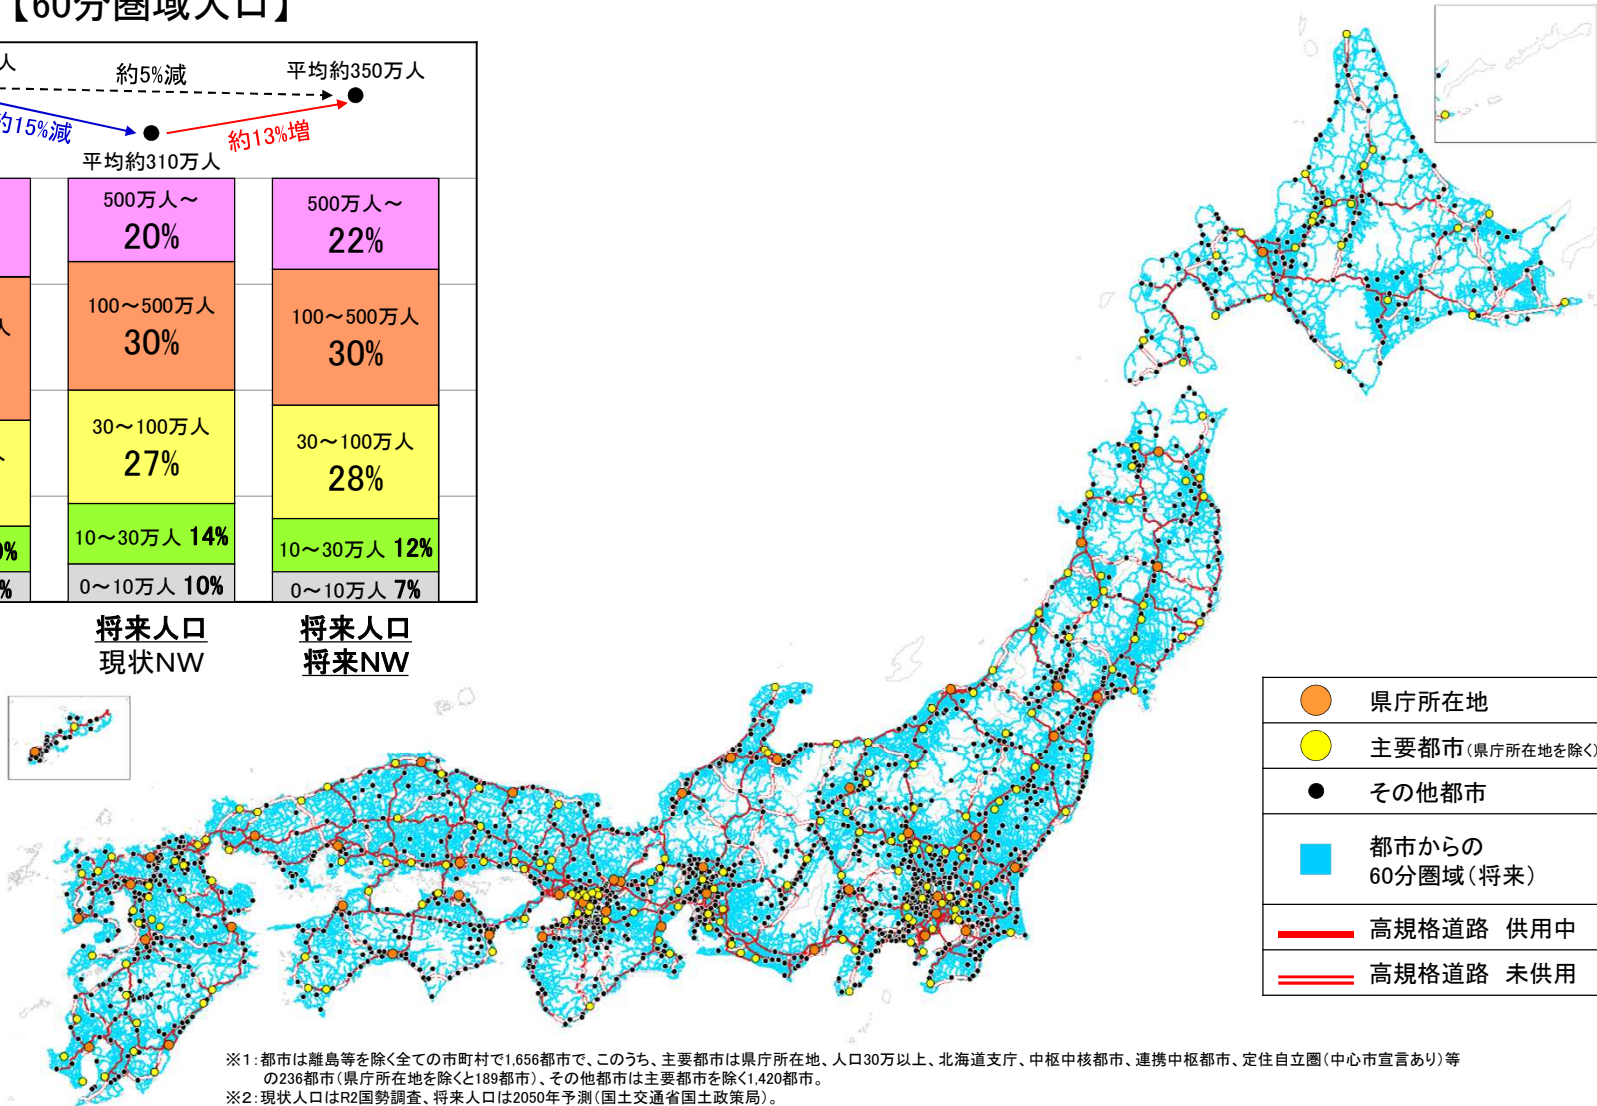 【60分圏域人口】
人
約5%減
平均約350万人
約15%減
約13%増
平均約310万人
500万人～
20%
500万人～
22%
100～500万人
30%
100～500万人
30%
人
30～100万人
27%
30～100万人
28%
10～30万人 14%
10～30万人 12%
%
0～10万人 10%
0～10万人 7%
%
将来人口
現状NW
将来人口
将来NW
県庁所在地
主要都市（県庁所在地を除く）
その他都市
都市からの
60分圏域（将来）
高規格道路 供用中
高規格道路 未供用
※1：都市は離島等を除く全ての市町村で1,656都市で、このうち、主要都市は県庁所在地、人口30万以上、北海道支庁、中枢中核都市、連携中枢都市、定住自立圏（中心市宣言あり）等
の236都市（県庁所在地を除くと189都市）、その他都市は主要都市を除く1,420都市。
※2：現状人口はR2国勢調査、将来人口は2050年予測（国土交通省国土政策局）。